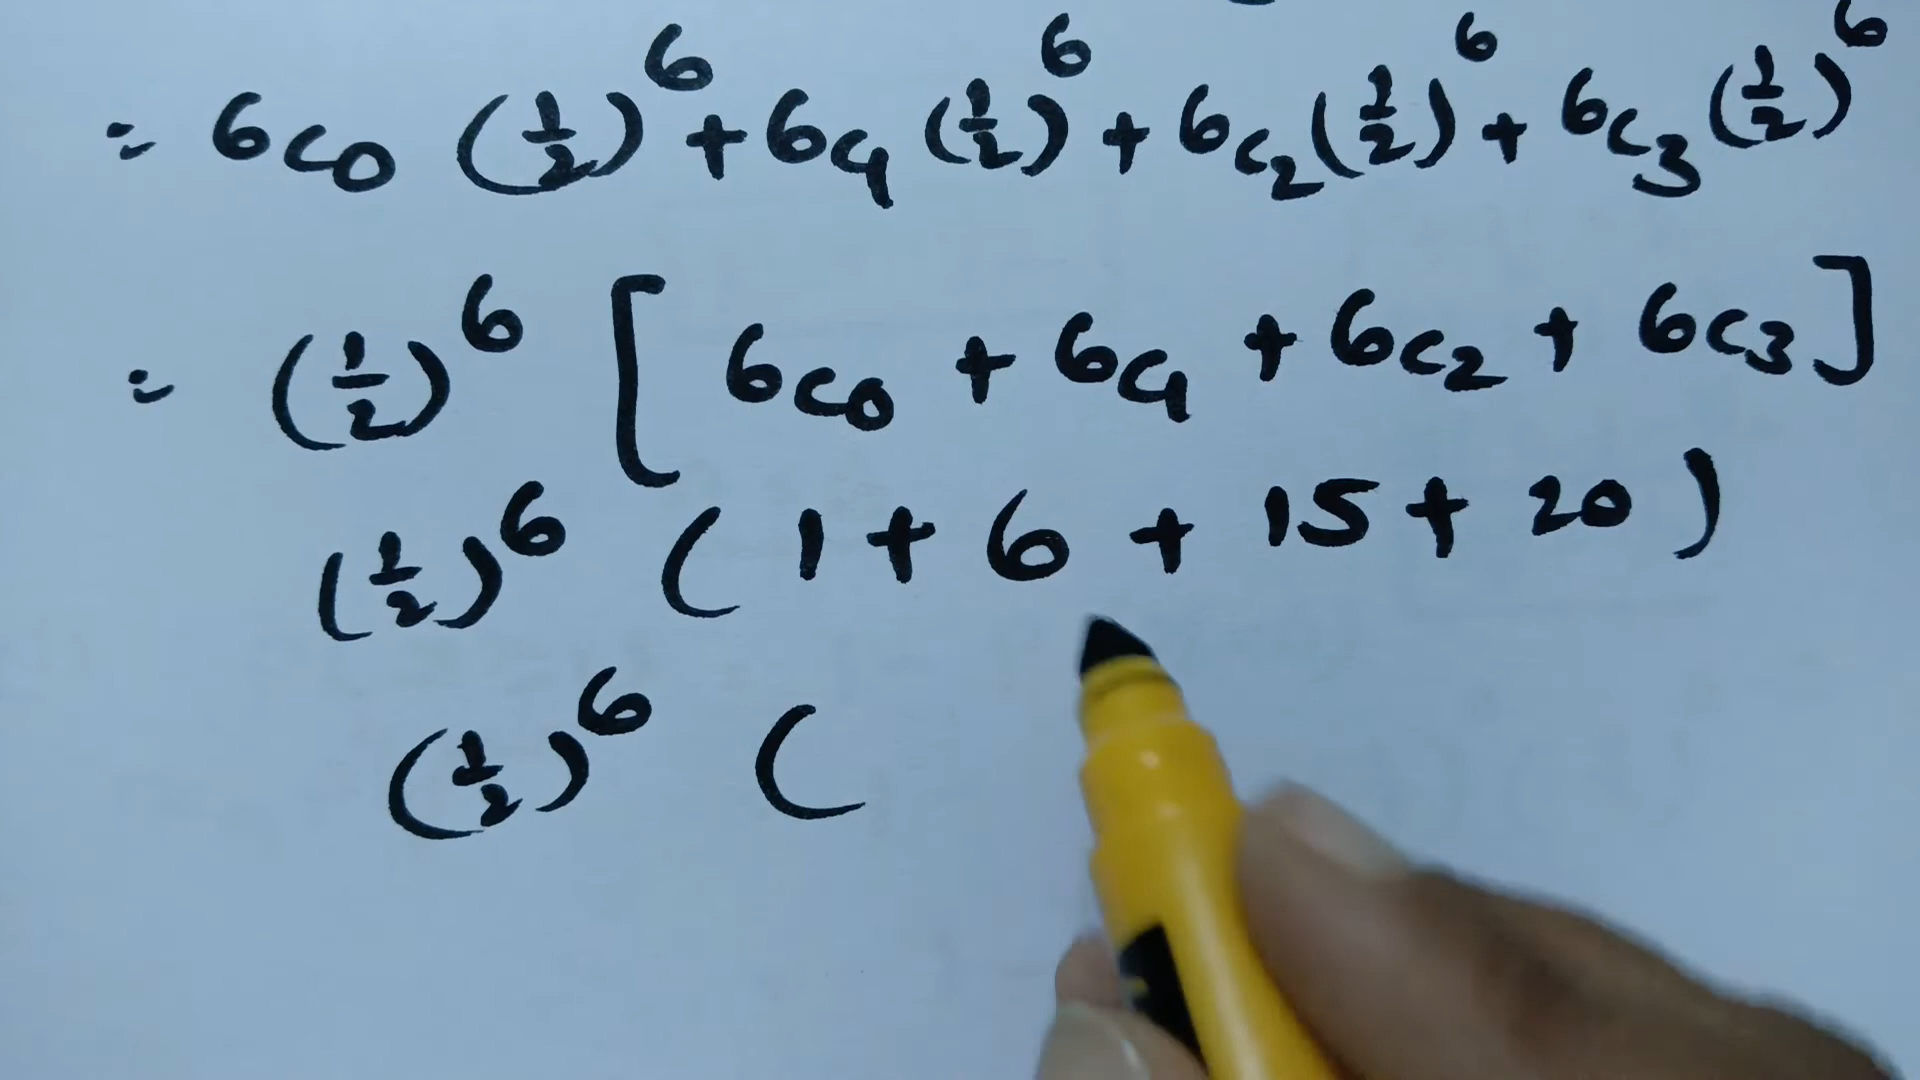 = 6c0 (1/2)^6 + 6c1 (1/2)^6 + 6c2 (1/2)^6 + 6c3 (1/2)^6
= (1/2)^6 [ 6c0 + 6c1 + 6c2 + 6c3 ]
(1/2)^6 ( 1 + 6 + 15 + 20 )
(1/2)^6 (